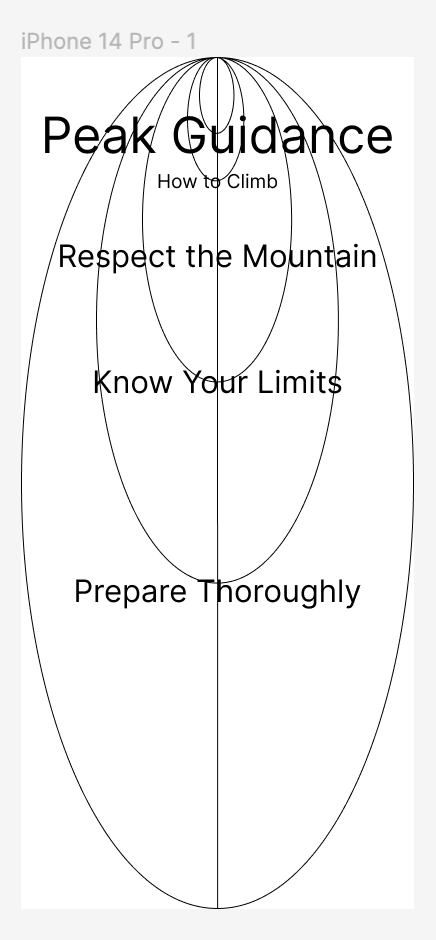 iPhone 14 Pro - 1
Peak Guidance
How to Climb
Respect the Mountain
Know Your Limits
Prepare Thoroughly